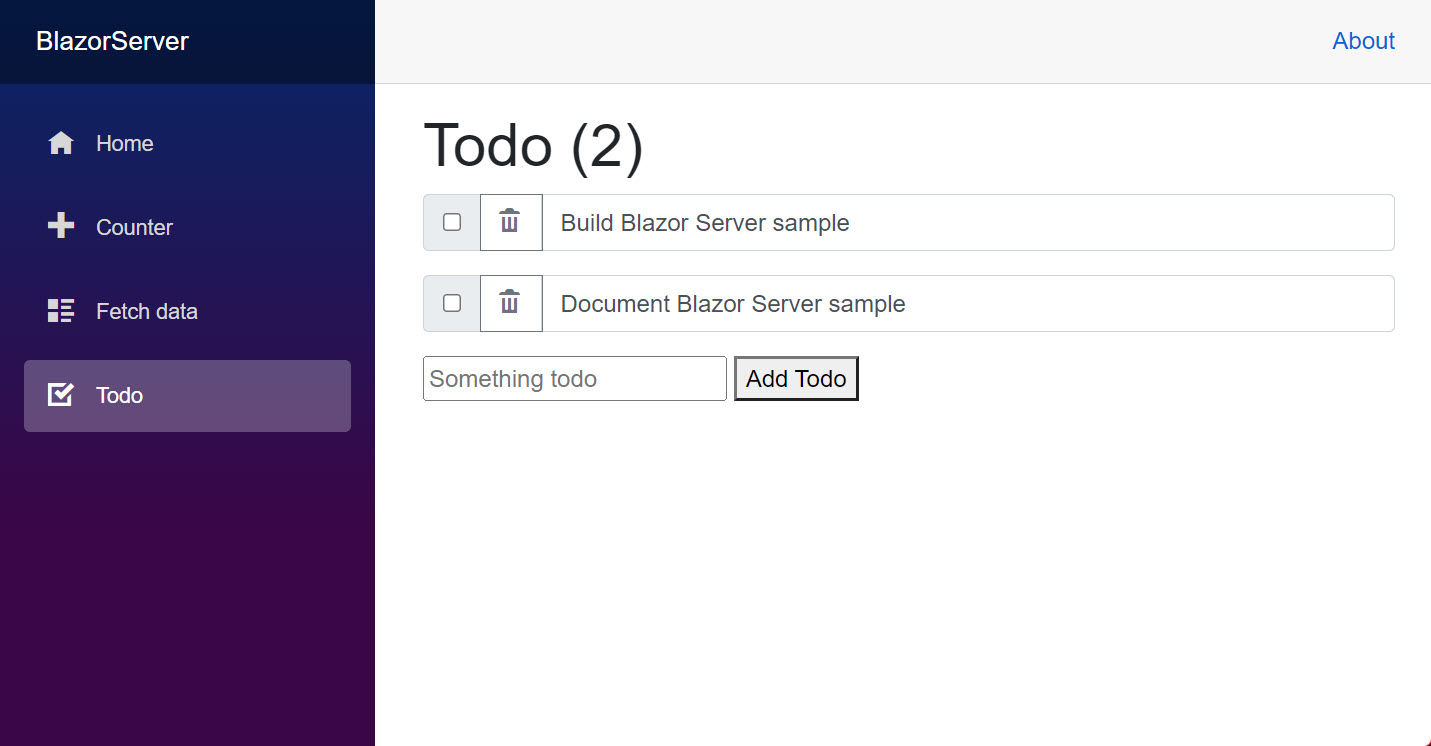 BlazorServer
About
Home
Counter
Fetch data
Todo
Todo (2)
Build Blazor Server sample
Document Blazor Server sample
Something todo
Add Todo